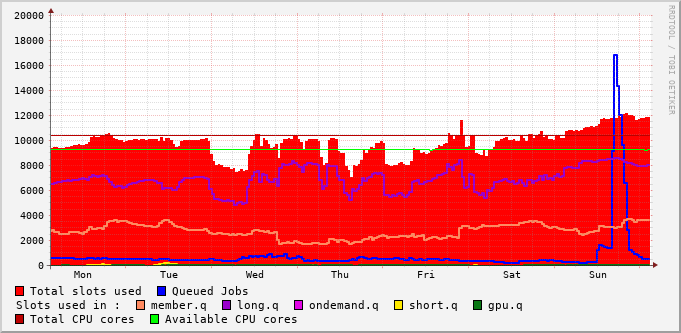 20000
18000
16000
14000
12000
10000
8000
6000
4000
2000
0
Mon Tue Wed Thu Fri Sat Sun
RRDTOOL / TOBI OETIKER
Total slots used Queued Jobs
Slots used in : member.q long.q ondemand.q short.q gpu.q
Total CPU cores Available CPU cores